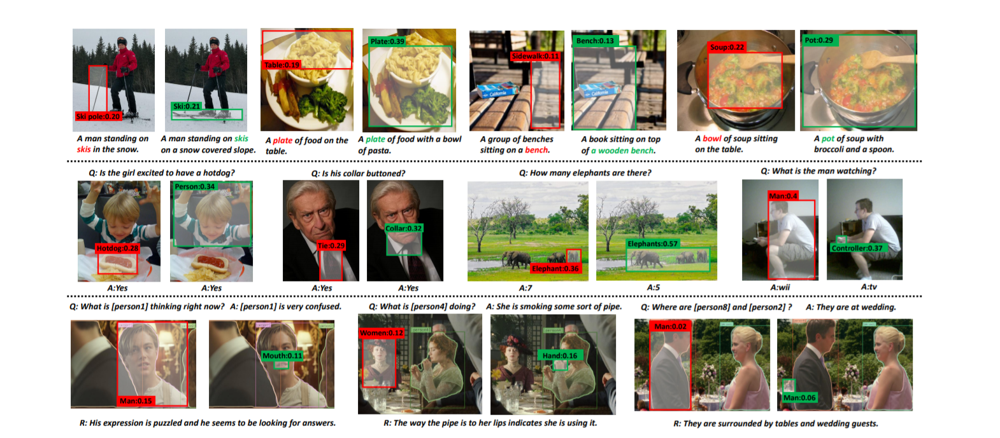 Ski pole:0.20
Ski:0.21
Table:0.19
Plate:0.39
Sidewalk:0.11
California
Bench:0.13
California
Soup:0.22
Pot:0.29
A man standing on
skis in the snow.
A man standing on skis
on a snow covered slope.
A plate of food on the
table.
A plate of food with a bowl
of pasta.
A group of benches
sitting on a bench.
A book sitting on top
of a wooden bench.
A bowl of soup sitting
on the table.
A pot of soup with
broccoli and a spoon.
Q: Is the girl excited to have a hotdog?
Q: Is his collar buttoned?
Q: How many elephants are there?
Q: What is the man watching?
Hotdog:0.28
Person:0.34
Tie:0.29
Collar:0.32
Elephant:0.36
Elephants:0.57
Man:0.4
Controller:0.37
A:Yes
A:Yes
A:Yes
A:Yes
A:7
A:5
A:wii
A:tv
Q: What is [person1] thinking right now? A: [person1] is very confused.
Q: What is [person4] doing? A: She is smoking some sort of pipe.
Q: Where are [person8] and [person2] ? A: They are at wedding.
Man:0.15
Mouth:0.11
Women:0.12
[person4]
Hand:0.16
[person4]
Man:0.02
Man:0.06
R: His expression is puzzled and he seems to be looking for answers.
R: The way the pipe is to her lips indicates she is using it.
R: They are surrounded by tables and wedding guests.